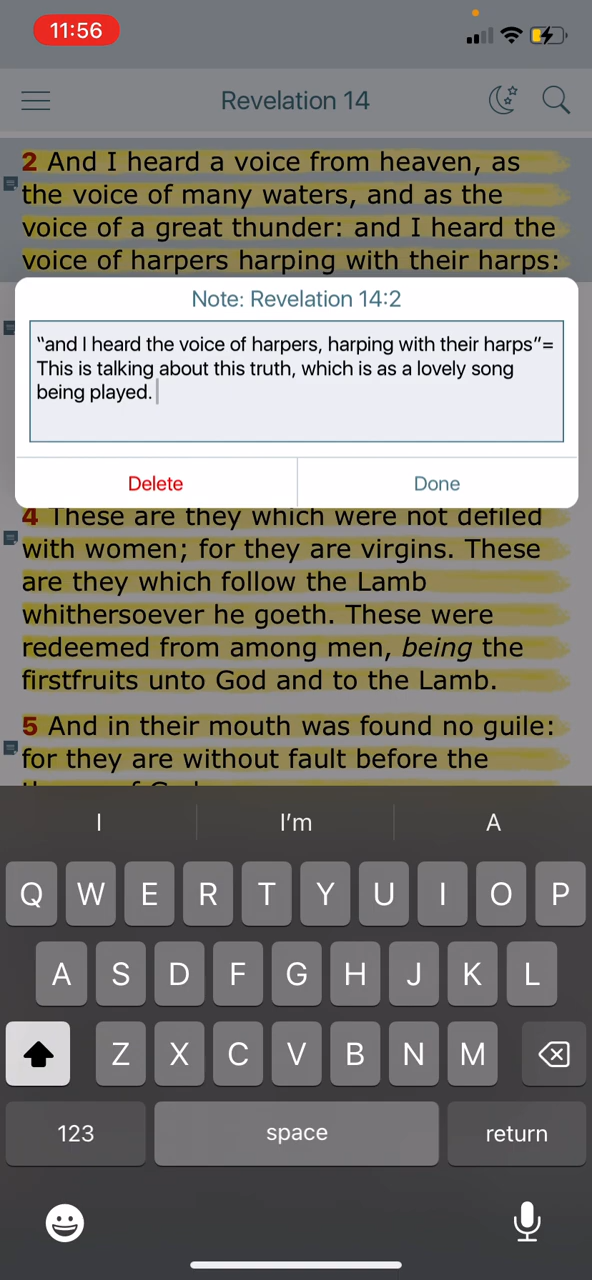 11:56
Revelation 14
2 And I heard a voice from heaven, as
the voice of many waters, and as the
voice of a great thunder: and I heard the
voice of harpers harping with their harps:
Note: Revelation 14:2
“and I heard the voice of harpers, harping with their harps”=
This is talking about this truth, which is as a lovely song
being played.
Delete
Done
4 These are they which were not defiled
with women; for they are virgins. These
are they which follow the Lamb
whithersoever he goeth. These were
redeemed from among men, being the
firstfruits unto God and to the Lamb.
5 And in their mouth was found no guile:
for they are without fault before the
I
I'm
A
Q W E R T Y U I O P
A S D F G H J K L
Z X C V B N M
123
space
return